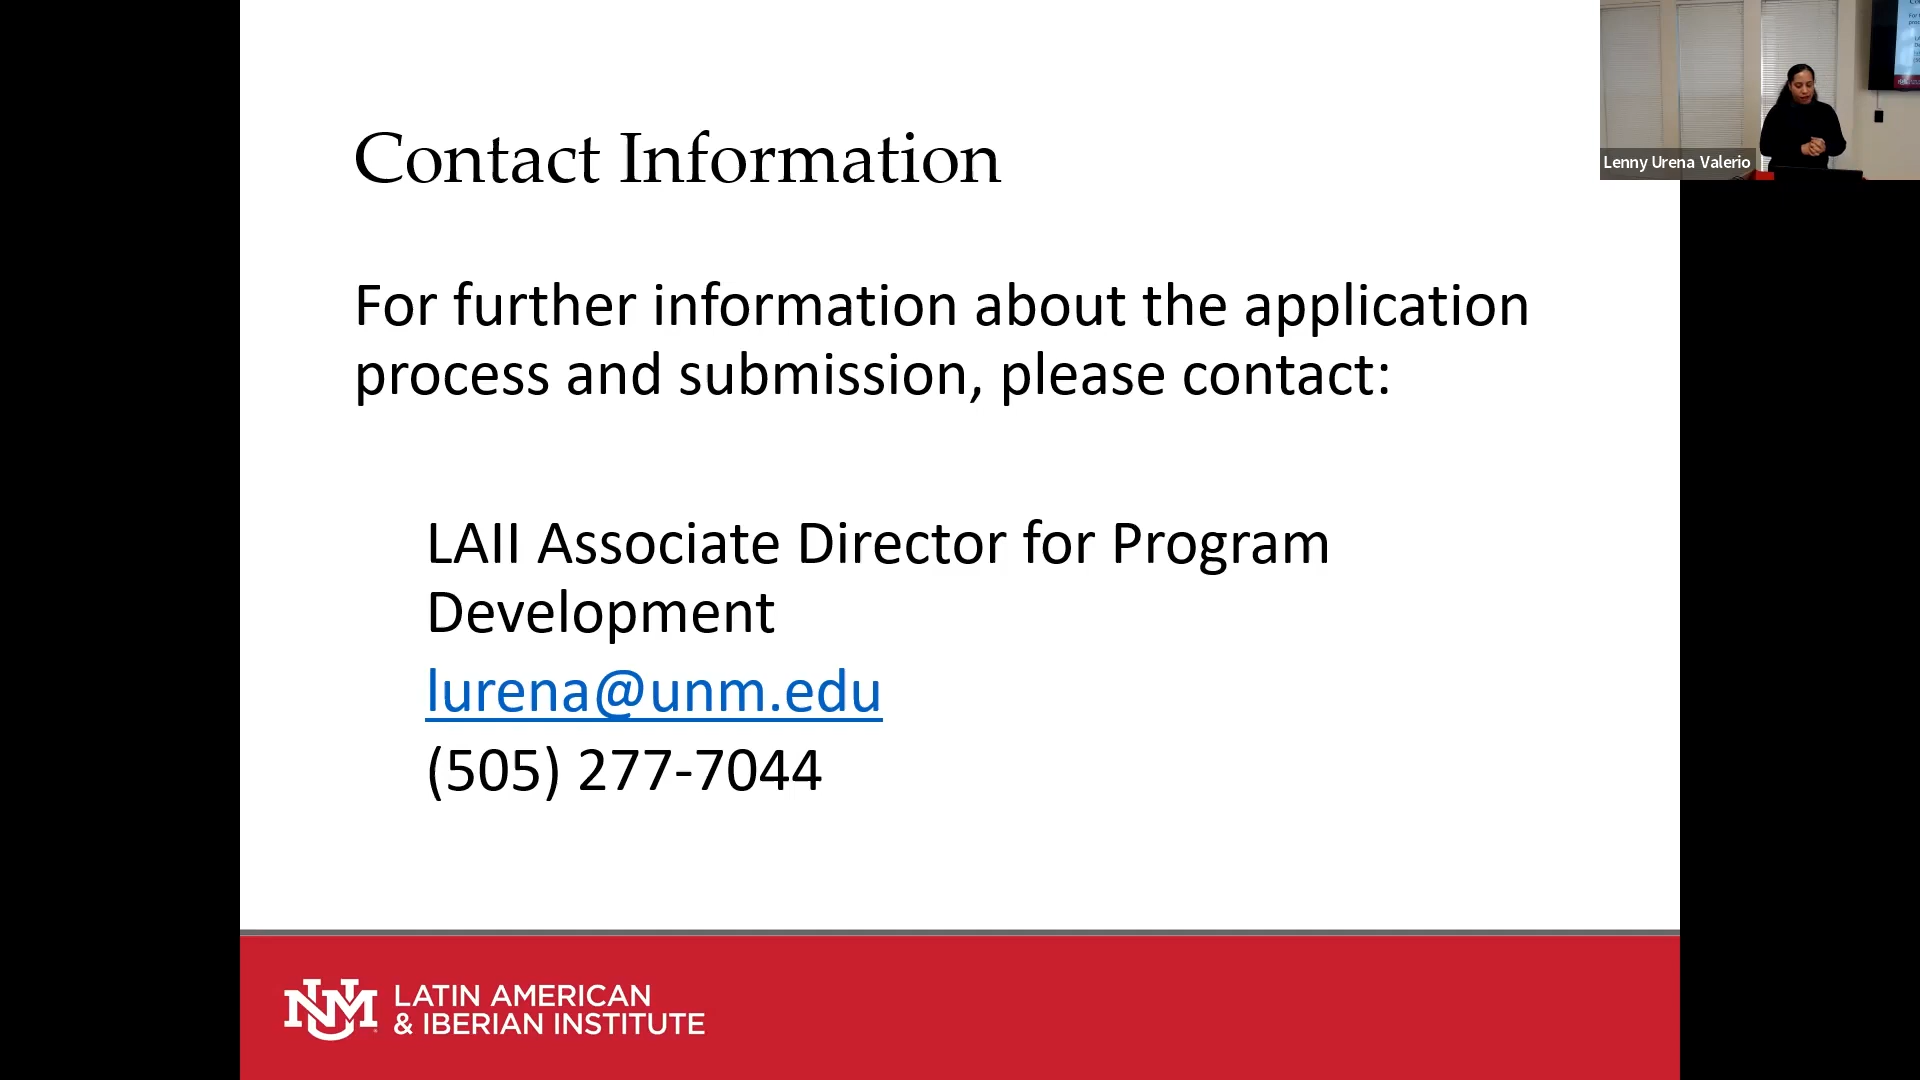 Contact Information
For further information about the application
process and submission, please contact:
LAII Associate Director for Program
Development
lurena@unm.edu
(505) 277-7044
Lenny Urena Valerio
UNM LATIN AMERICAN
& IBERIAN INSTITUTE